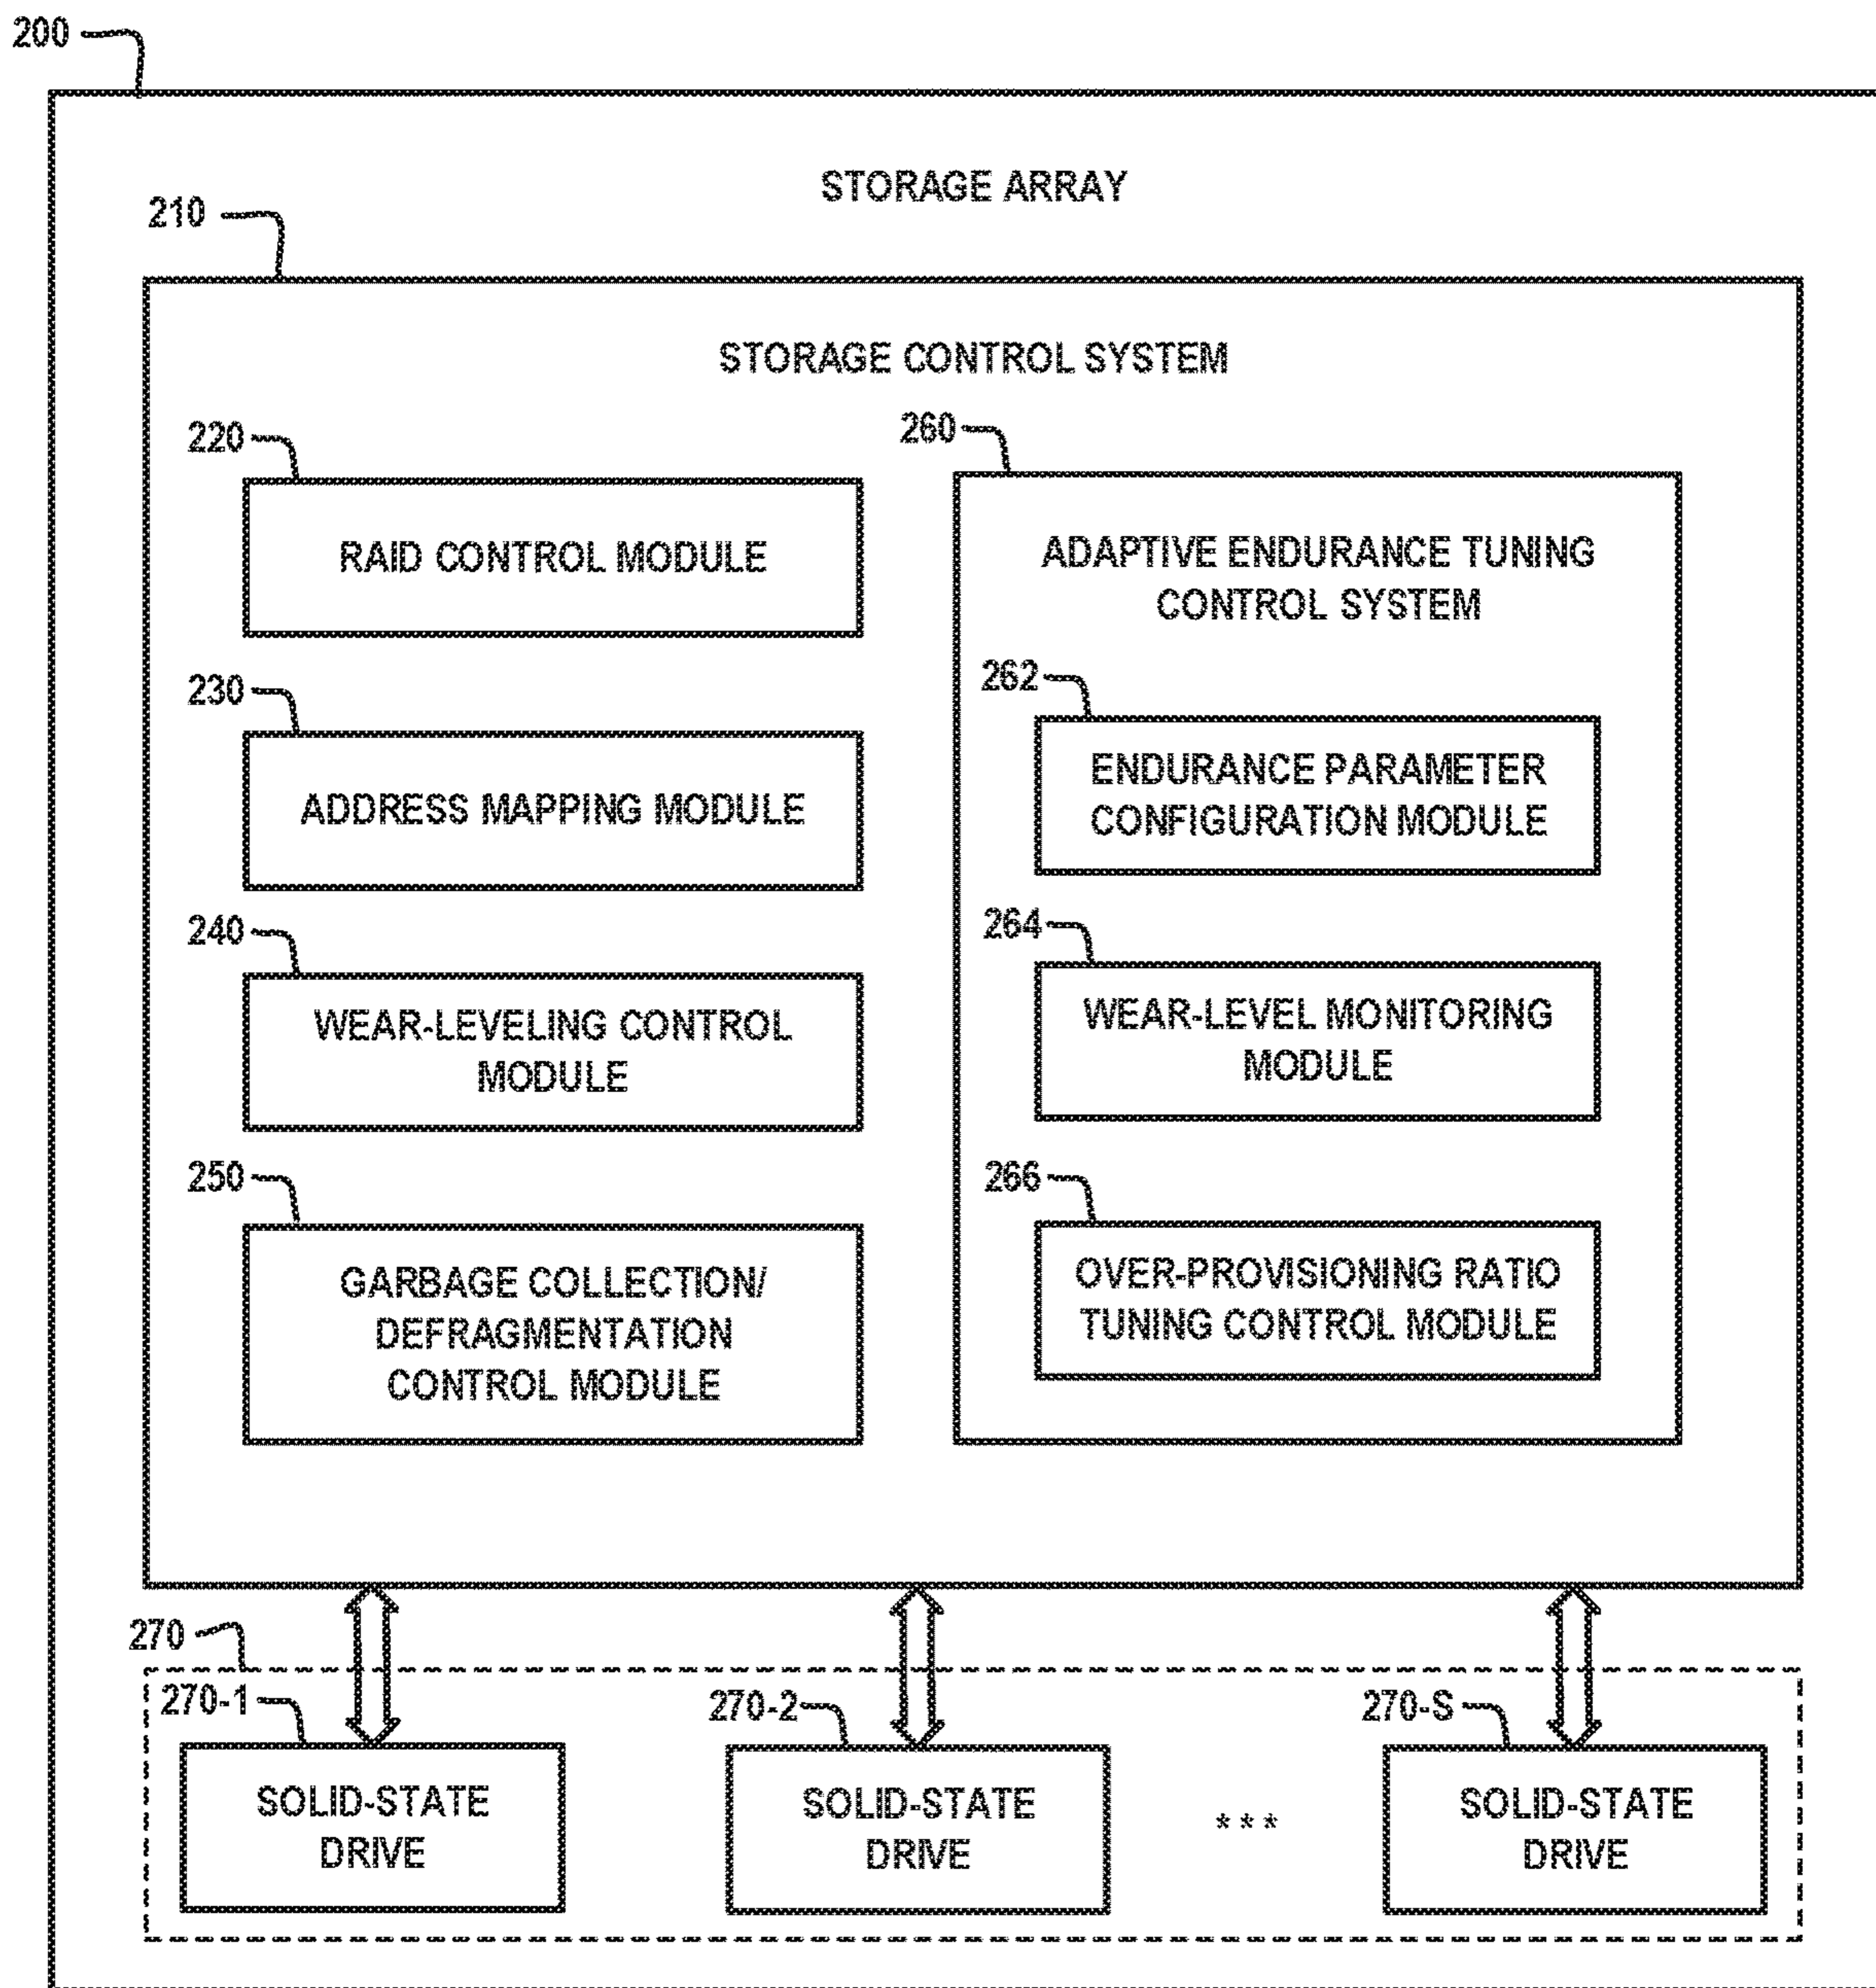 200
STORAGE ARRAY
210
STORAGE CONTROL SYSTEM
220
RAID CONTROL MODULE
230
ADDRESS MAPPING MODULE
240
WEAR-LEVELING CONTROL
MODULE
250
GARBAGE COLLECTION/
DEFRAGMENTATION
CONTROL MODULE
260
ADAPTIVE ENDURANCE TUNING
CONTROL SYSTEM
262
ENDURANCE PARAMETER
CONFIGURATION MODULE
264
WEAR-LEVEL MONITORING
MODULE
266
OVER-PROVISIONING RATIO
TUNING CONTROL MODULE
270
270-1
SOLID-STATE
DRIVE
270-2
SOLID-STATE
DRIVE
***
270-S
SOLID-STATE
DRIVE